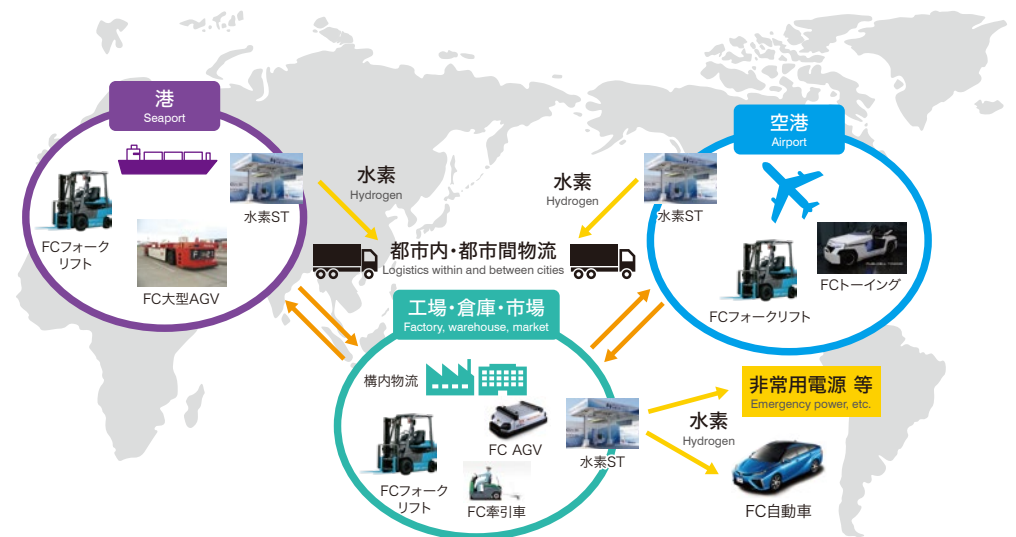 港
Seaport
水素ST
FCフォーク
リフト
FC大型AGV
水素
Hydrogen
水素
Hydrogen
空港
Airport
水素ST
FCトーイング
FCフォークリフト
都市内・都市間物流
Logistics within and between cities
工場・倉庫・市場
Factory, warehouse, market
構内物流
FC AGV
水素ST
FCフォーク
リフト
FC牽引車
水素
Hydrogen
非常用電源 等
Emergency power, etc.
FC自動車